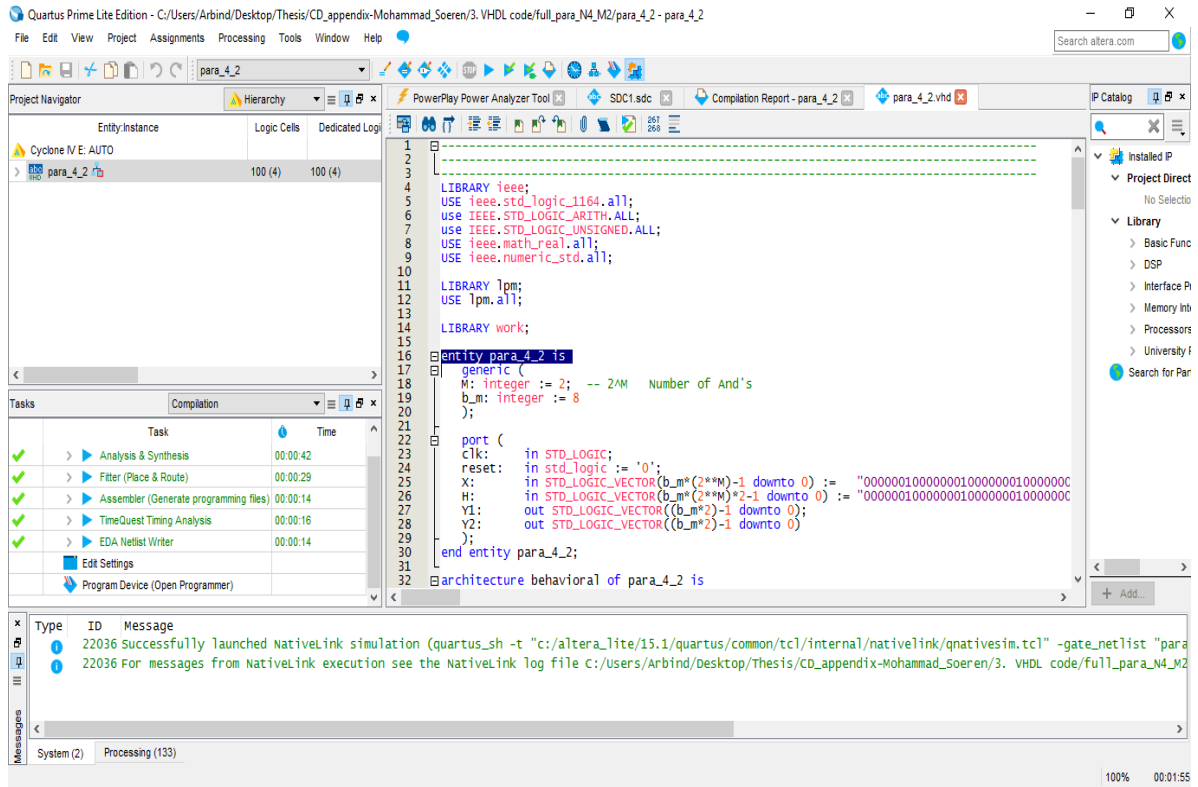 Quartus Prime Lite Edition - C:/Users/Arbind/Desktop/Thesis/CD_appendix-Mohammad_Soeren/3. VHDL code/full_para_N4_M2/para_4_2 - para_4_2
File Edit View Project Assignments Processing Tools Window Help
Search altera.com
para_4_2
Project Navigator
Hierarchy
Entity:Instance Logic Cells Dedicated Logi
Cyclone IV E: AUTO
para_4_2 100 (4) 100 (4)
Tasks Compilation
Task Time
Analysis & Synthesis 00:00:42
Fitter (Place & Route) 00:00:29
Assembler (Generate programming files) 00:00:14
TimeQuest Timing Analysis 00:00:16
EDA Netlist Writer 00:00:14
Edit Settings
Program Device (Open Programmer)
PowerPlay Power Analyzer Tool SDC1.sdc Compilation Report - para_4_2 para_4_2.vhd
267
268
1 --------------------------------------------------------------------------------
2 --------------------------------------------------------------------------------
3 --------------------------------------------------------------------------------
4 LIBRARY ieee;
5 USE ieee.std_logic_1164.all;
6 use IEEE.STD_LOGIC_ARITH.ALL;
7 use IEEE.STD_LOGIC_UNSIGNED.ALL;
8 USE ieee.math_real.all;
9 USE ieee.numeric_std.all;
10
11 LIBRARY lpm;
12 USE lpm.all;
13
14 LIBRARY work;
15
16 entity para_4_2 is
17 generic (
18 M: integer := 2; -- 2^M Number of And's
19 b_m: integer := 8
20 );
21
22 port (
23 clk: in STD_LOGIC;
24 reset: in std_logic := '0';
25 X: in STD_LOGIC_VECTOR(b_m*(2**M)-1 downto 0) := "00000010000000100000001000000
26 H: in STD_LOGIC_VECTOR(b_m*(2**M)*2-1 downto 0) := "00000010000000100000001000000
27 Y1: out STD_LOGIC_VECTOR((b_m*2)-1 downto 0);
28 Y2: out STD_LOGIC_VECTOR((b_m*2)-1 downto 0)
29 );
30 end entity para_4_2;
31
32 architecture behavioral of para_4_2 is
IP Catalog
Installed IP
Project Direct
No Selectio
Library
Basic Func
DSP
Interface Pr
Memory Inte
Processors
University P
Search for Par
+ Add...
Messages
Type ID Message
22036 Successfully launched NativeLink simulation (quartus_sh -t "c:/altera_lite/15.1/quartus/common/tcl/internal/nativelink/qnativesim.tcl" -gate_netlist "para
22036 For messages from NativeLink execution see the NativeLink log file C:/Users/Arbind/Desktop/Thesis/CD_appendix-Mohammad_Soeren/3. VHDL code/full_para_N4_M2
System (2) Processing (133)
100% 00:01:55